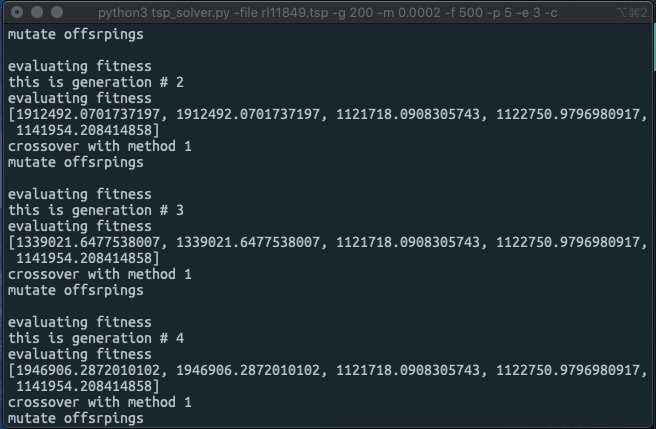 python3 tsp_solver.py -file rl11849.tsp -g 200 -m 0.0002 -f 500 -p 5 -e 3 -c ⌥⌘2
mutate offsrpings
evaluating fitness
this is generation # 2
evaluating fitness
[1912492.0701737197, 1912492.0701737197, 1121718.0908305743, 1122750.9796980917,
1141954.208414858]
crossover with method 1
mutate offsrpings
evaluating fitness
this is generation # 3
evaluating fitness
[1339021.6477538007, 1339021.6477538007, 1121718.0908305743, 1122750.9796980917,
1141954.208414858]
crossover with method 1
mutate offsrpings
evaluating fitness
this is generation # 4
evaluating fitness
[1946906.2872010102, 1946906.2872010102, 1121718.0908305743, 1122750.9796980917,
1141954.208414858]
crossover with method 1
mutate offsrpings